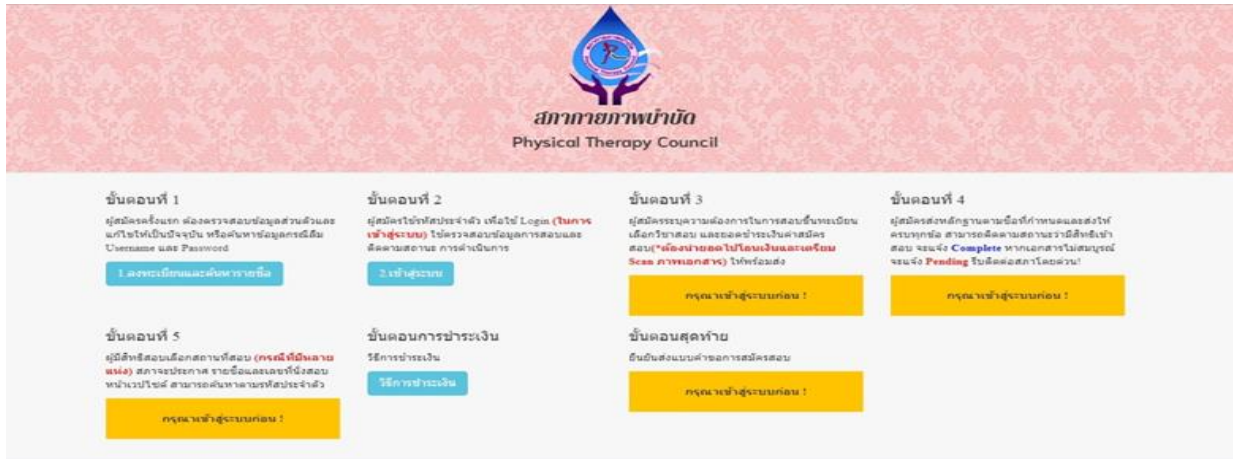 สภากายภาพบำบัด
Physical Therapy Council
ขั้นตอนที่ 1
ผู้สมัครครั้งแรก ต้องตรวจสอบข้อมูลส่วนตัวและ
แก้ไขให้เป็นปัจจุบัน หรือค้นหาข้อมูลกรณีลืม
Username และ Password
1.ลงทะเบียนและค้นหารายชื่อ
ขั้นตอนที่ 2
ผู้สมัครใช้รหัสประจำตัว เพื่อใช้ Login (ในการ
เข้าสู่ระบบ) ใช้ตรวจสอบข้อมูลการสอบและ
ติดตามสถานะ การดำเนินการ
2.เข้าสู่ระบบ
ขั้นตอนที่ 3
ผู้สมัครระบุความต้องการในการสอบขึ้นทะเบียน
เลือกวิชาสอบ และยอดชำระเงินค่าสมัคร
สอบ(*ต้องนำยอดไปโอนเงินและเตรียม
Scan ภาพเอกสาร) ให้พร้อมส่ง
กรุณาเข้าสู่ระบบก่อน !
ขั้นตอนที่ 4
ผู้สมัครส่งหลักฐานตามชื่อที่กำหนดและส่งให้
ครบทุกข้อ สามารถติดตามสถานะว่ามีสิทธิเข้า
สอบ จะแจ้ง Complete หากเอกสารไม่สมบูรณ์
จะแจ้ง Pending รีบติดต่อสภาโดยด่วน!
กรุณาเข้าสู่ระบบก่อน !
ขั้นตอนที่ 5
ผู้มีสิทธิสอบเลือกสถานที่สอบ (กรณีที่มีหลาย
แห่ง) สภาจะประกาศ รายชื่อและเลขที่นั่งสอบ
หน้าเวปไซด์ สามารถค้นหาตามรหัสประจำตัว
กรุณาเข้าสู่ระบบก่อน !
ขั้นตอนการชำระเงิน
วิธีการชำระเงิน
วิธีการชำระเงิน
ขั้นตอนสุดท้าย
ยืนยันส่งแบบคำขอการสมัครสอบ
กรุณาเข้าสู่ระบบก่อน !